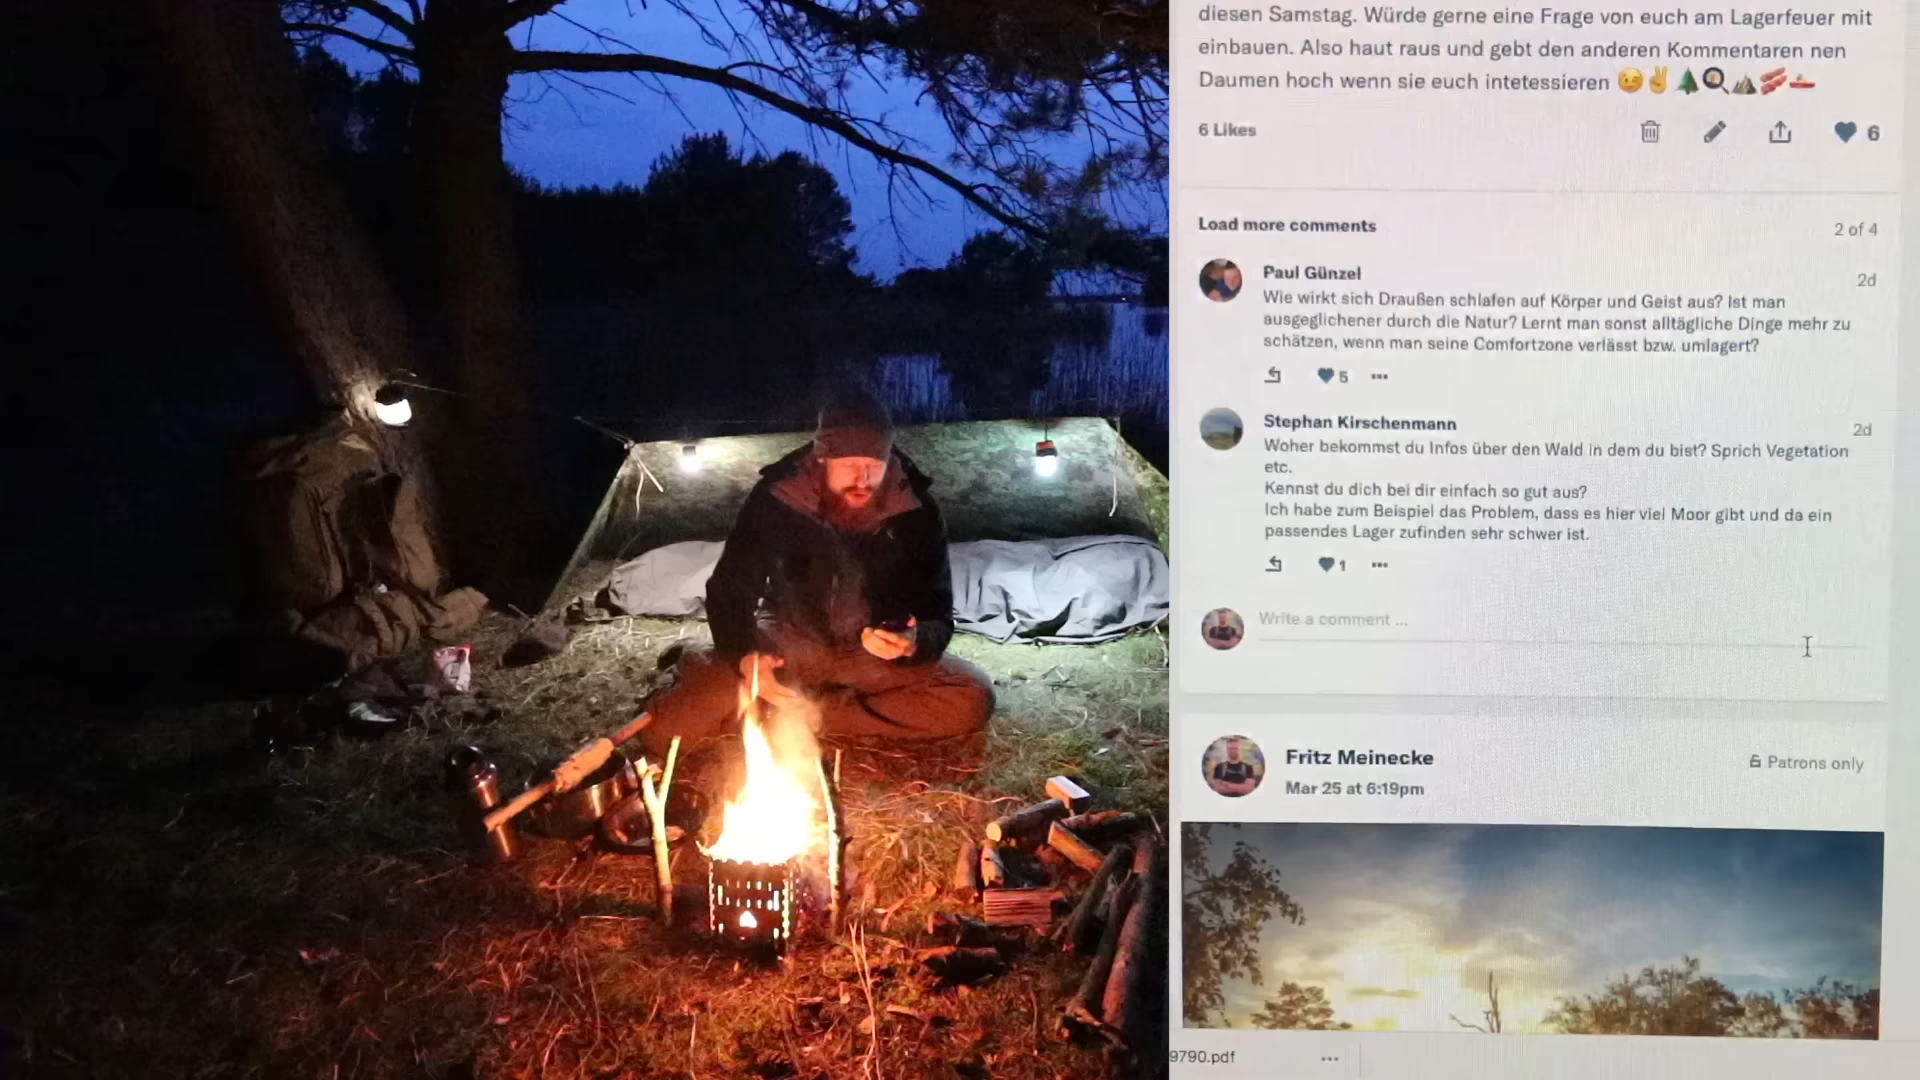 diesen Samstag. Würde gerne eine Frage von euch am Lagerfeuer mit
einbauen. Also haut raus und gebt den anderen Kommentaren nen
Daumen hoch wenn sie euch intetessieren 😉✌️🌲🍳🏕️🥓🚣
6 Likes
6
Load more comments
2 of 4
Paul Günzel
2d
Wie wirkt sich Draußen schlafen auf Körper und Geist aus? Ist man
ausgeglichener durch die Natur? Lernt man sonst alltägliche Dinge mehr zu
schätzen, wenn man seine Comfortzone verlässt bzw. umlagert?
5
Stephan Kirschenmann
2d
Woher bekommst du Infos über den Wald in dem du bist? Sprich Vegetation
etc.
Kennst du dich bei dir einfach so gut aus?
Ich habe zum Beispiel das Problem, dass es hier viel Moor gibt und da ein
passendes Lager zufinden sehr schwer ist.
1
Write a comment ...
Fritz Meinecke
Patrons only
Mar 25 at 6:19pm
9790.pdf